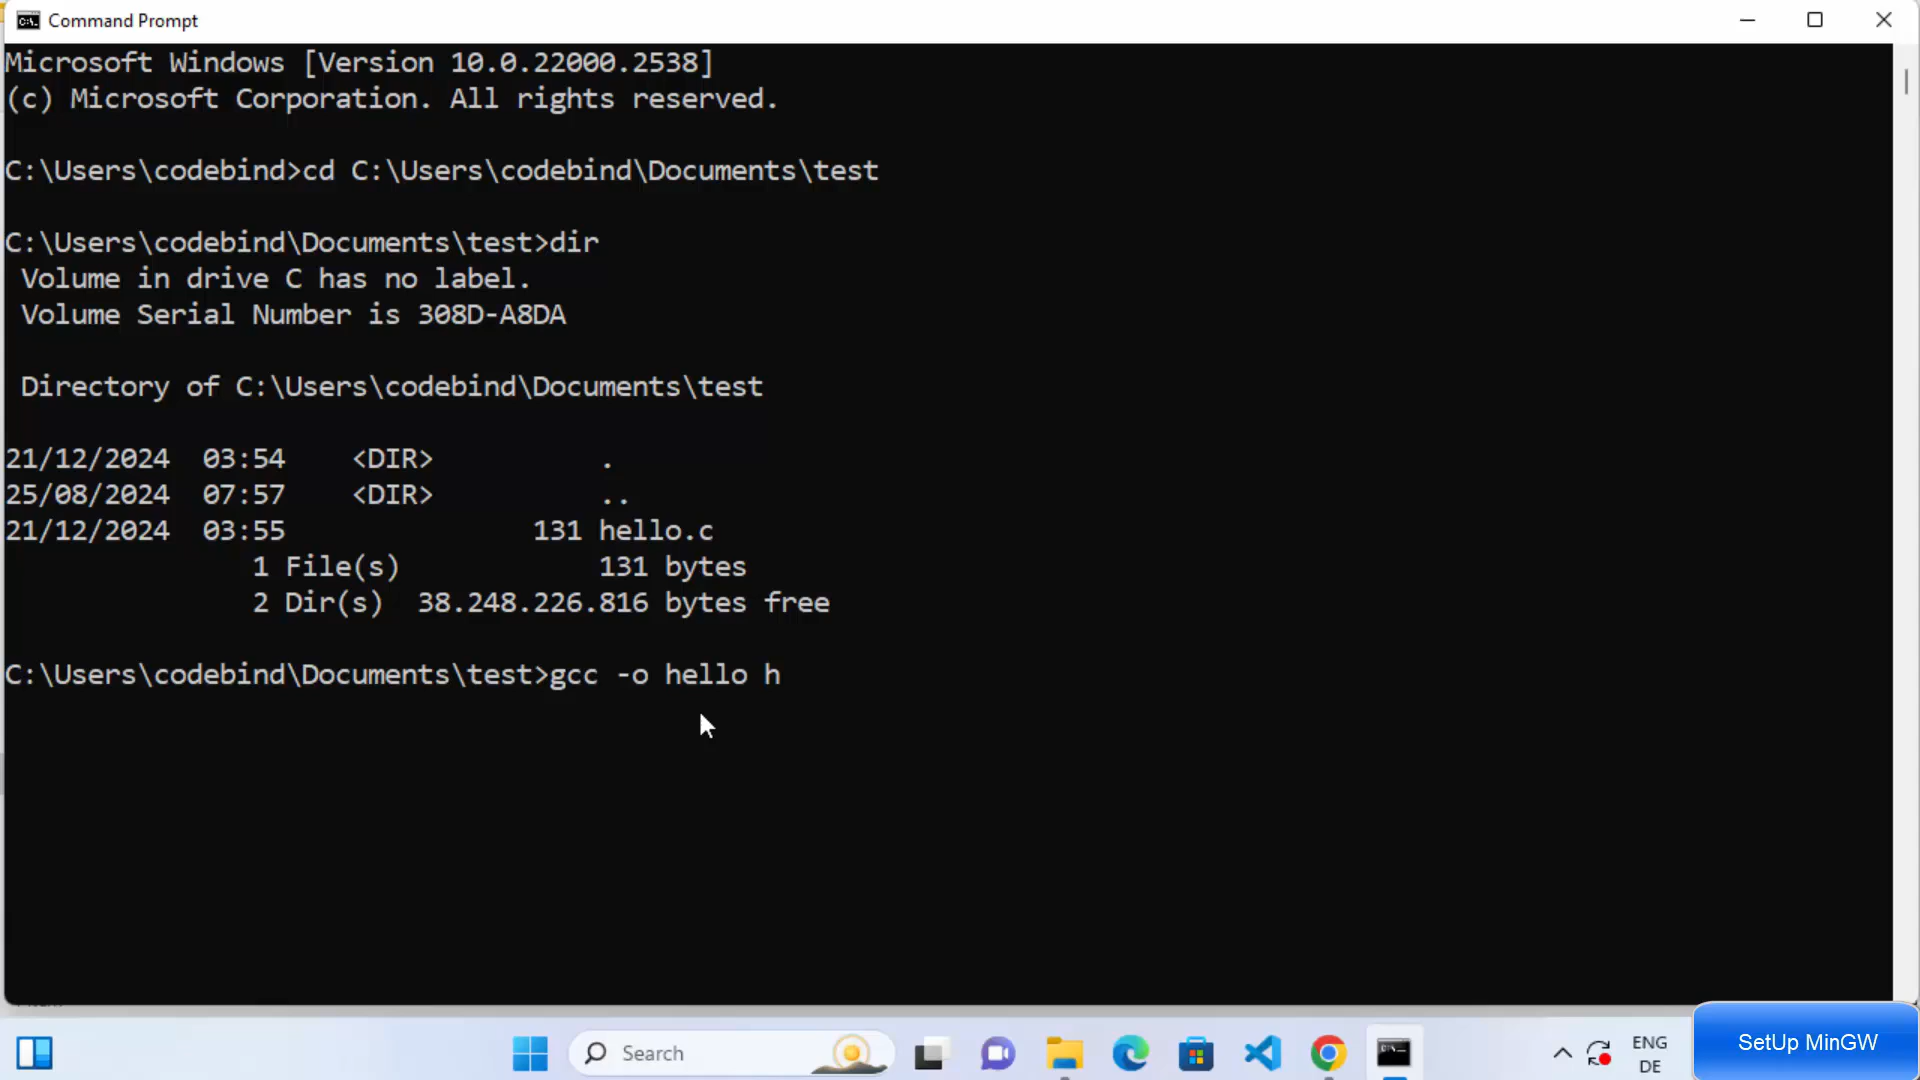 Command Prompt
Microsoft Windows [Version 10.0.22000.2538]
(c) Microsoft Corporation. All rights reserved.
C:\Users\codebind>cd C:\Users\codebind\Documents\test
C:\Users\codebind\Documents\test>dir
Volume in drive C has no label.
Volume Serial Number is 308D-A8DA
Directory of C:\Users\codebind\Documents\test
21/12/2024  03:54    <DIR>          .
25/08/2024  07:57    <DIR>          ..
21/12/2024  03:55               131 hello.c
1 File(s)            131 bytes
2 Dir(s)  38.248.226.816 bytes free
C:\Users\codebind\Documents\test>gcc -o hello h
Search
ENG
DE
SetUp MinGW